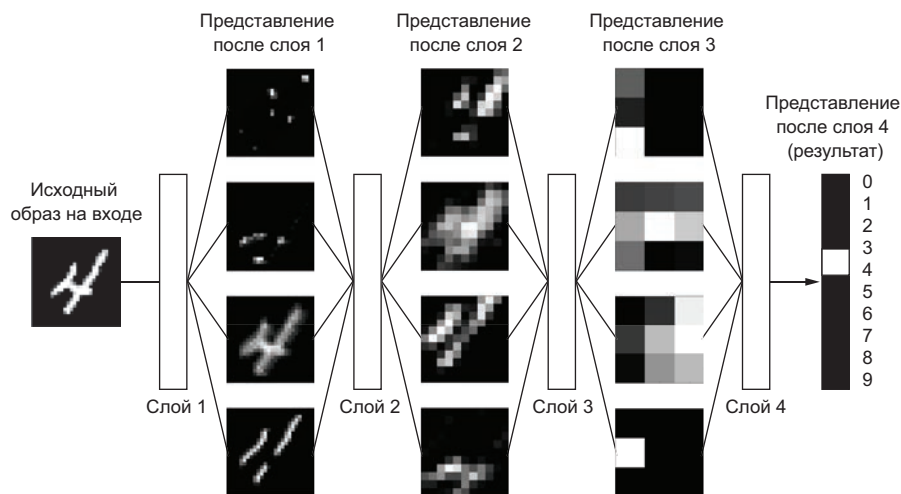 Представление
после слоя 1
Представление
после слоя 2
Представление
после слоя 3
Представление
после слоя 4
(результат)
Исходный
образ на входе
0
1
2
3
4
5
6
7
8
9
Слой 1
Слой 2
Слой 3
Слой 4